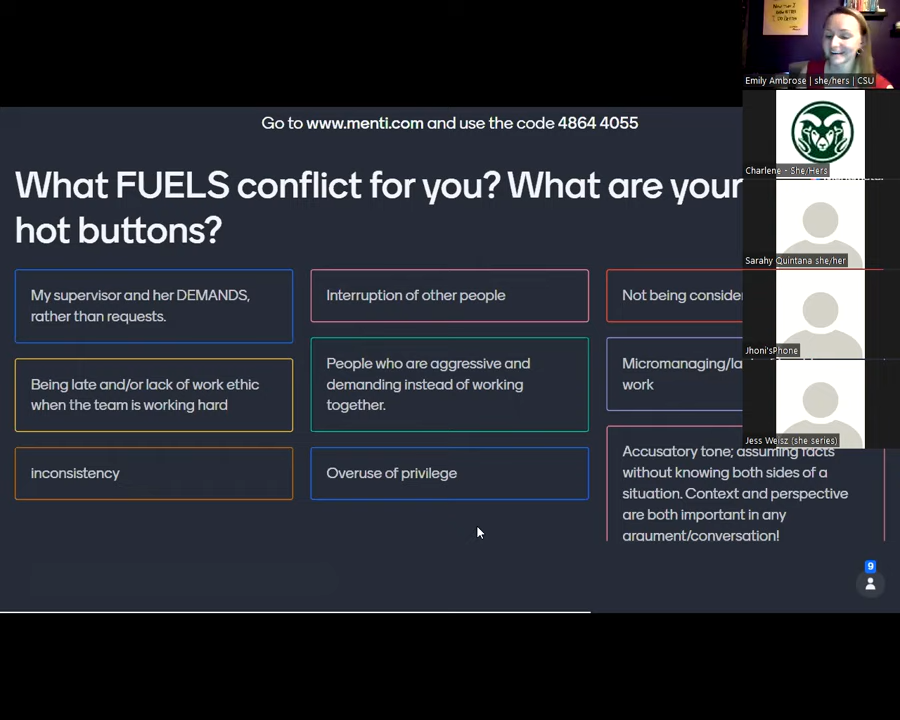 Go to www.menti.com and use the code 4864 4055
What FUELS conflict for you? What are your
hot buttons?
My supervisor and her DEMANDS,
rather than requests.
Being late and/or lack of work ethic
when the team is working hard
inconsistency
Interruption of other people
People who are aggressive and
demanding instead of working
together.
Overuse of privilege
Not being
Micromanaging
work
Accusatory tone; assuming facts
without knowing both sides of a
situation. Context and perspective
are both important in any
argument/conversation!
9
Emily Ambrose | she/hers | CSU
Charlene - She/Hers
Sarahy Quintana she/her
Jhoni'sPhone
Jess Weisz (she series)